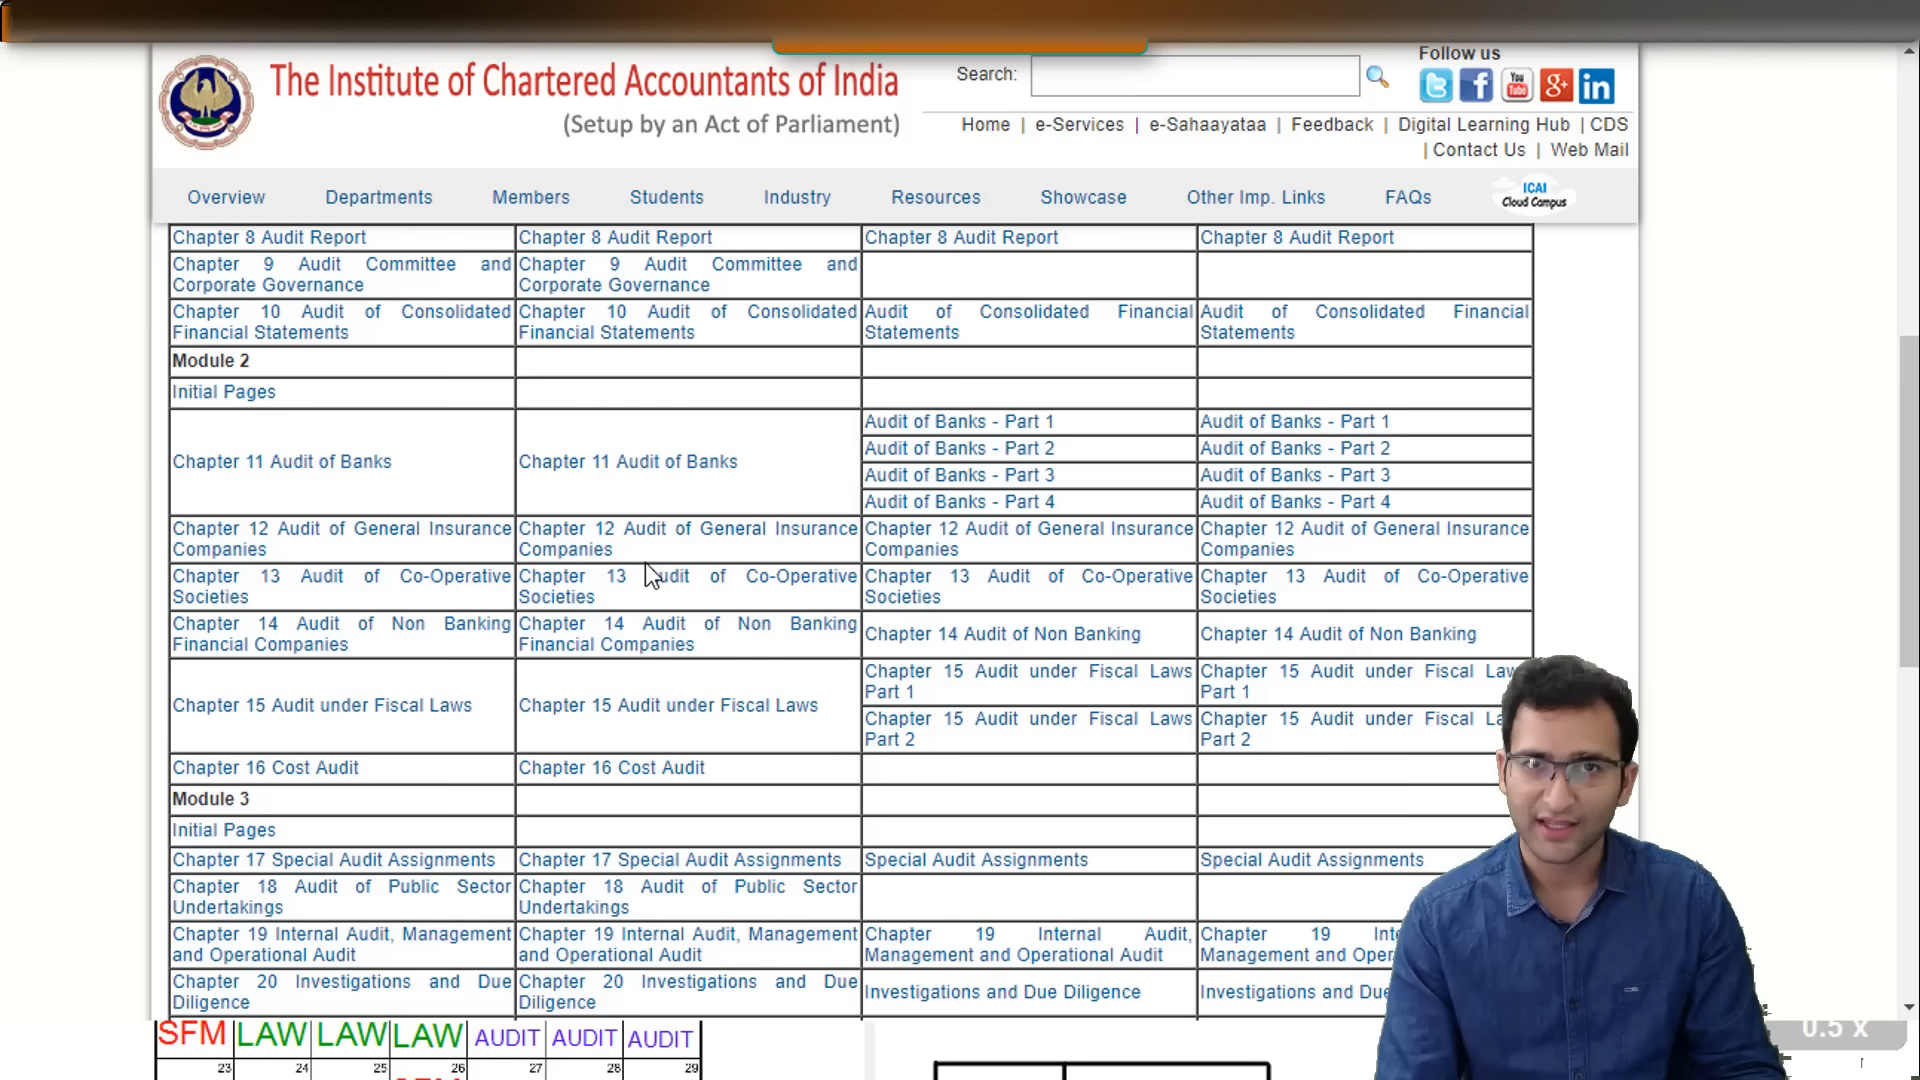 The Institute of Chartered Accountants of India
(Setup by an Act of Parliament)
Search:
Follow us
You Tube
Home | e-Services | e-Sahaayataa | Feedback | Digital Learning Hub | CDS
| Contact Us | Web Mail
Overview Departments Members Students Industry Resources Showcase Other Imp. Links FAQs ICAI Cloud Campus
Chapter 8 Audit Report Chapter 8 Audit Report Chapter 8 Audit Report Chapter 8 Audit Report
Chapter 9 Audit Committee and Chapter 9 Audit Committee and
Corporate Governance Corporate Governance
Chapter 10 Audit of Consolidated Chapter 10 Audit of Consolidated Audit of Consolidated Financial Audit of Consolidated Financial
Financial Statements Financial Statements Statements Statements
Module 2
Initial Pages
Audit of Banks - Part 1 Audit of Banks - Part 1
Audit of Banks - Part 2 Audit of Banks - Part 2
Chapter 11 Audit of Banks Chapter 11 Audit of Banks
Audit of Banks - Part 3 Audit of Banks - Part 3
Audit of Banks - Part 4 Audit of Banks - Part 4
Chapter 12 Audit of General Insurance Chapter 12 Audit of General Insurance Chapter 12 Audit of General Insurance Chapter 12 Audit of General Insurance
Companies Companies Companies Companies
Chapter 13 Audit of Co-Operative Chapter 13 Audit of Co-Operative Chapter 13 Audit of Co-Operative Chapter 13 Audit of Co-Operative
Societies Societies Societies Societies
Chapter 14 Audit of Non Banking Chapter 14 Audit of Non Banking Chapter 14 Audit of Non Banking Chapter 14 Audit of Non Banking
Financial Companies Financial Companies
Chapter 15 Audit under Fiscal Laws Chapter 15 Audit under Fiscal Law
Part 1 Part 1
Chapter 15 Audit under Fiscal Laws Chapter 15 Audit under Fiscal Laws
Chapter 15 Audit under Fiscal Laws Chapter 15 Audit under Fiscal La
Part 2 Part 2
Chapter 16 Cost Audit Chapter 16 Cost Audit
Module 3
Initial Pages
Chapter 17 Special Audit Assignments Chapter 17 Special Audit Assignments Special Audit Assignments Special Audit Assignments
Chapter 18 Audit of Public Sector Chapter 18 Audit of Public Sector
Undertakings Undertakings
Chapter 19 Internal Audit, Management Chapter 19 Internal Audit, Management Chapter 19 Internal Audit, Chapter 19 Inte
and Operational Audit and Operational Audit Management and Operational Audit Management and Oper
Chapter 20 Investigations and Due Chapter 20 Investigations and Due Investigations and Due Diligence Investigations and Due
Diligence Diligence
SFM LAW LAW LAW AUDIT AUDIT AUDIT
23 24 25 26 27 28 29
0.5 x